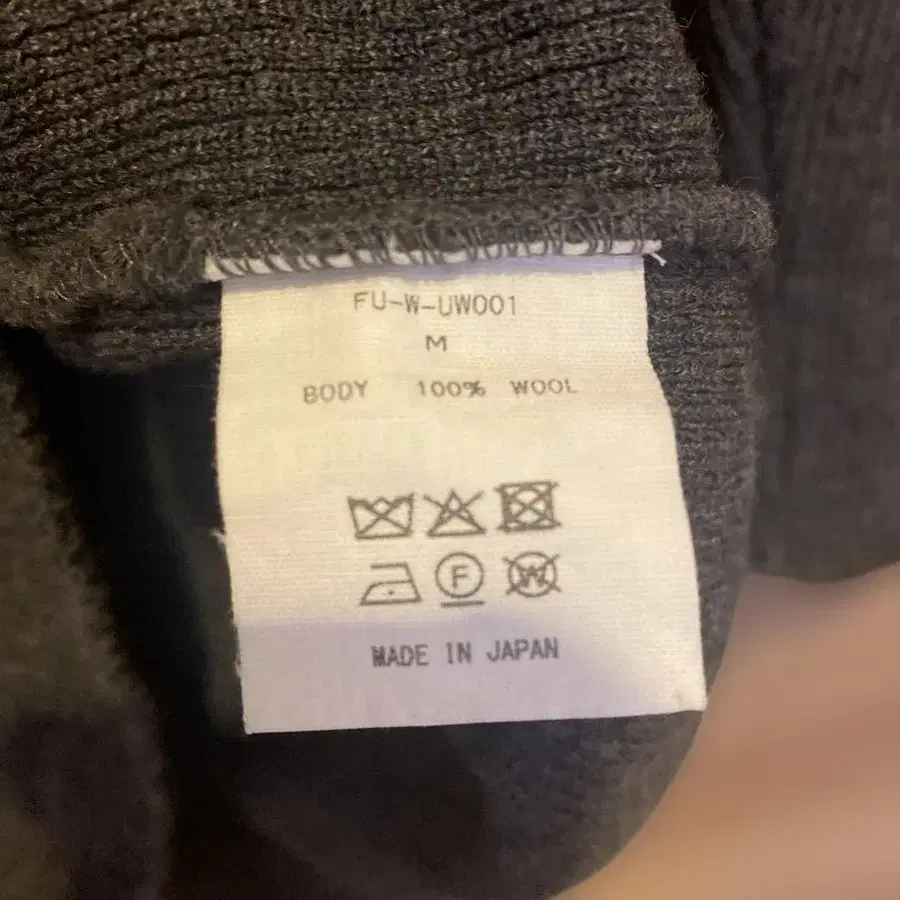 FU-W-UW001
M
BODY 100% WOOL
F W
MADE IN JAPAN